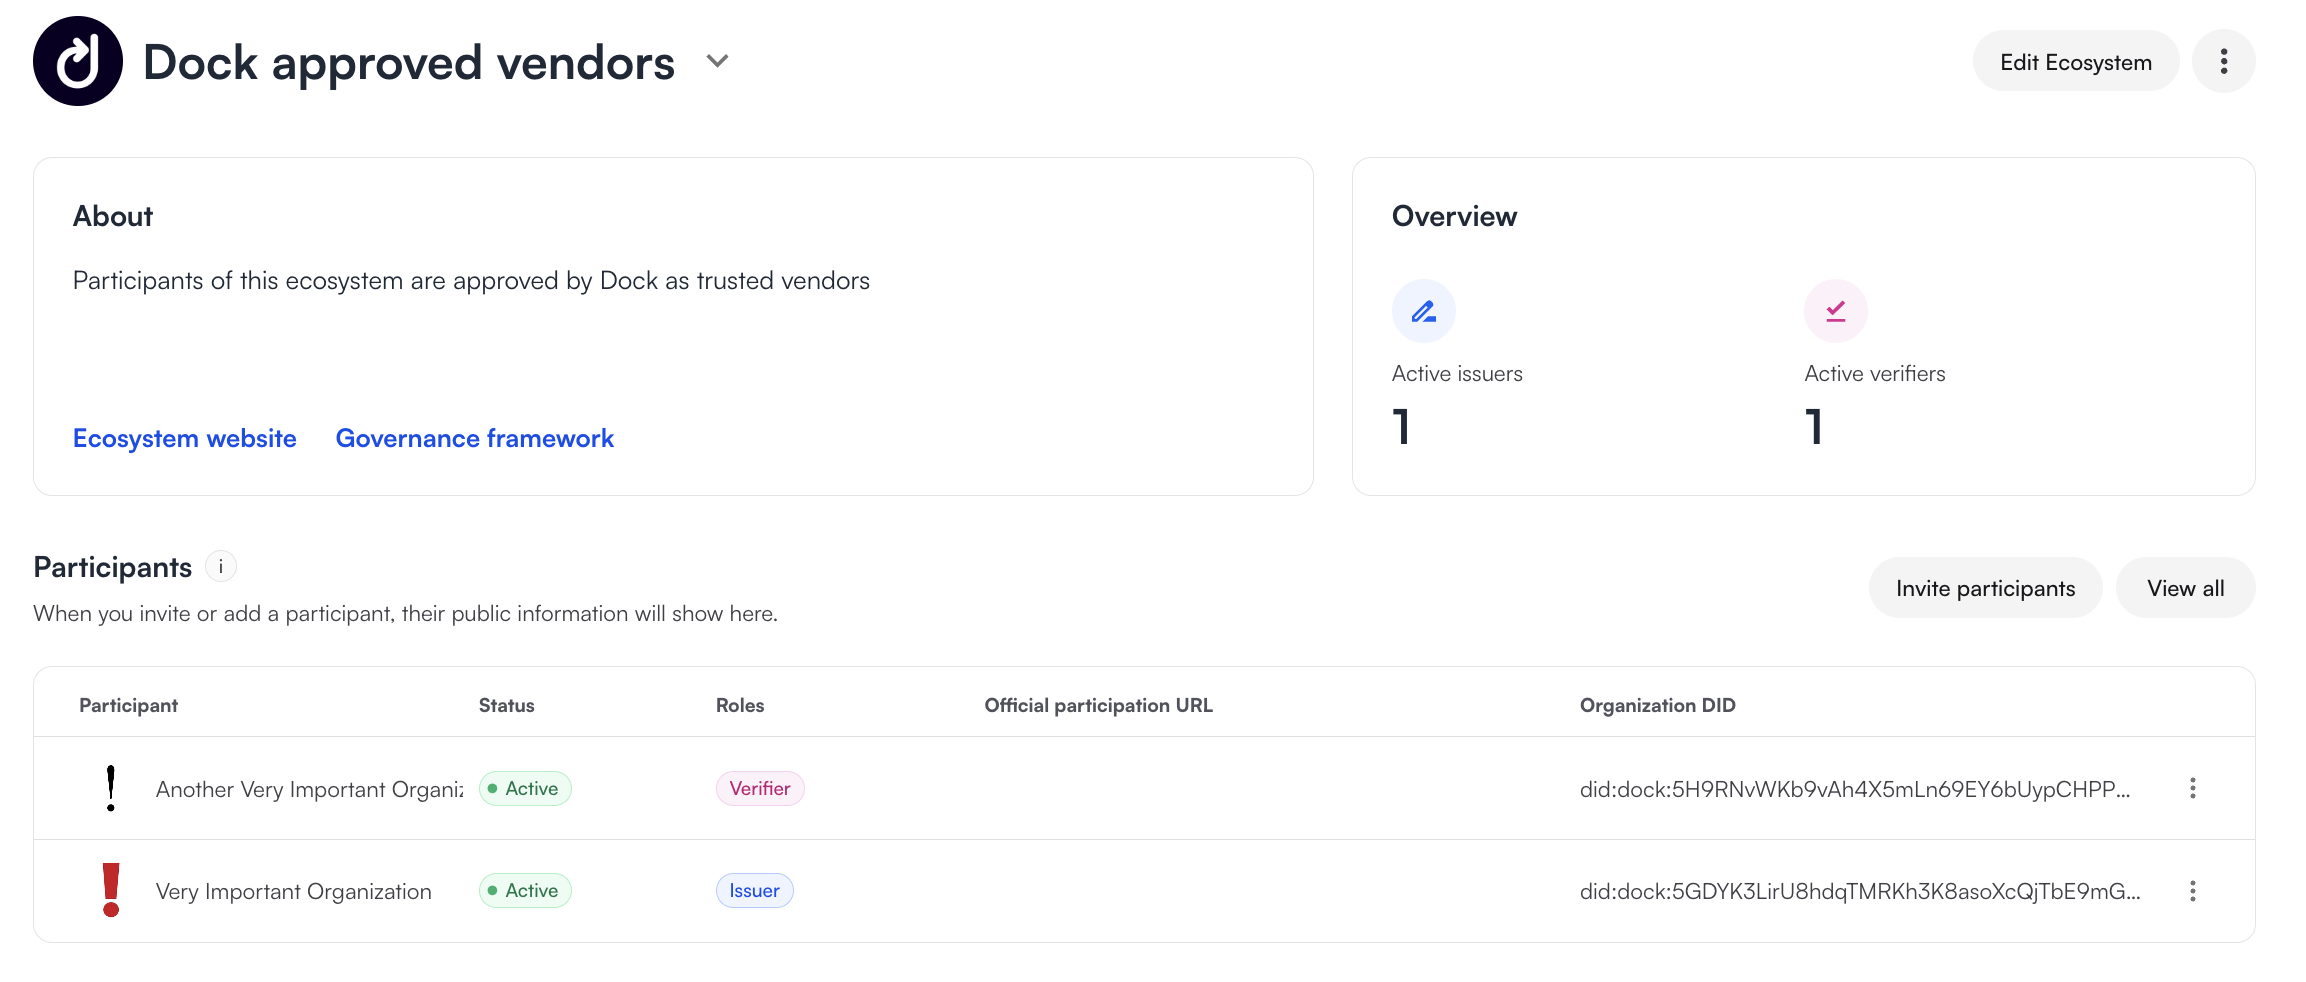 Dock approved vendors
Edit Ecosystem
About
Participants of this ecosystem are approved by Dock as trusted vendors
Ecosystem website Governance framework
Overview
Active issuers
1
Active verifiers
1
Participants i
When you invite or add a participant, their public information will show here.
Invite participants
View all
Participant Status Roles Official participation URL Organization DID
Another Very Important Organiz Active Verifier did:dock:5H9RNvWKb9vAh4X5mLn69EY6bUypCHPP...
Very Important Organization Active Issuer did:dock:5GDYK3LirU8hdqTMRKh3K8asoXcQjTbE9mG...